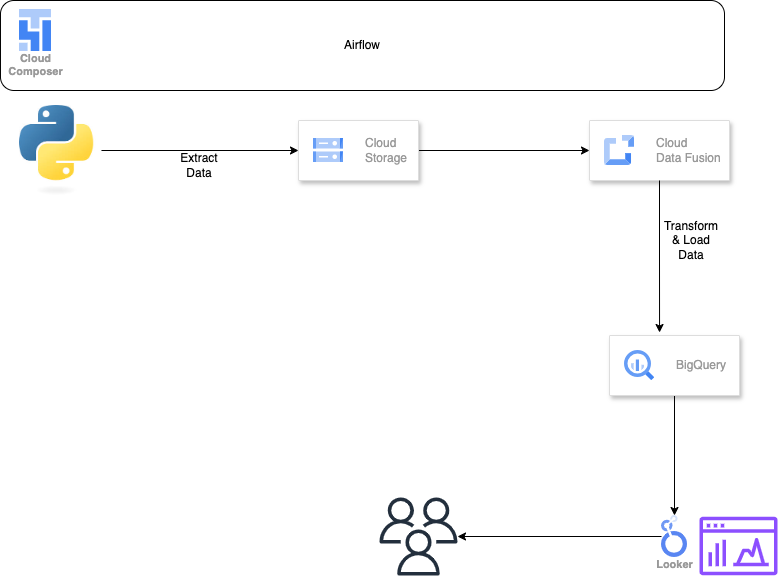 Airflow
Cloud
Composer
Extract
Data
Cloud
Storage
Cloud
Data Fusion
Transform
& Load
Data
BigQuery
Looker